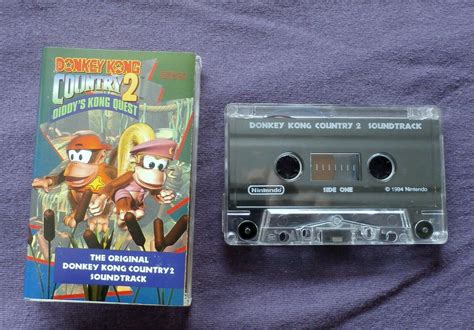 DONKEY KONG
COUNTRY 2
DIDDY'S KONG QUEST
THE ORIGINAL
DONKEY KONG COUNTRY 2
SOUNDTRACK
DONKEY KONG COUNTRY 2 SOUNDTRACK
Nintendo
SIDE ONE
© 1994 Nintendo